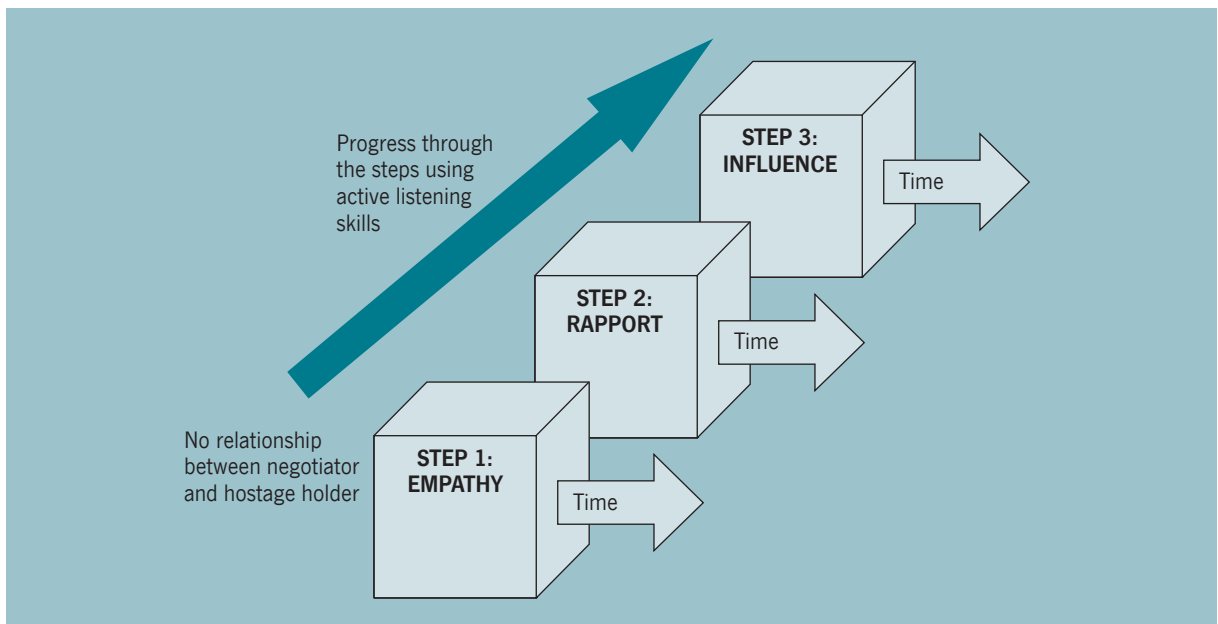 Progress through
the steps using
active listening
skills
STEP 3:
INFLUENCE
Time
STEP 2:
RAPPORT
Time
No relationship
between negotiator
and hostage holder
STEP 1:
EMPATHY
Time